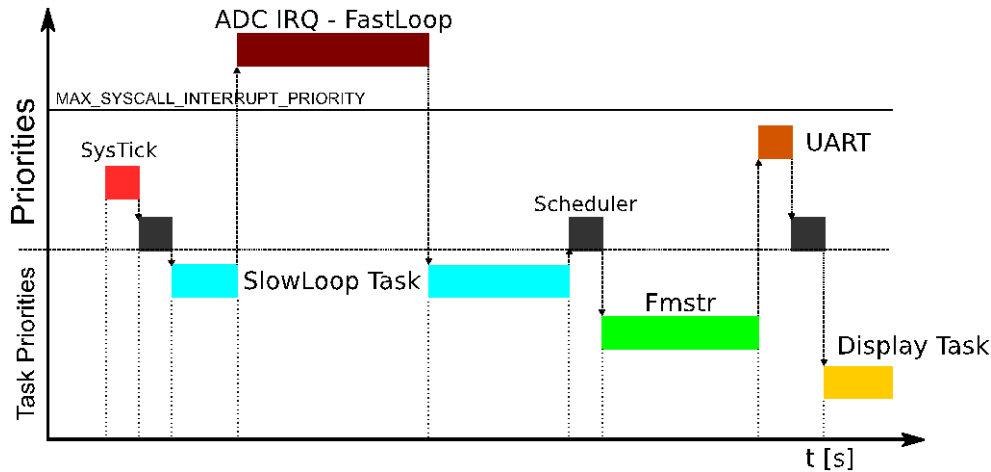 ADC IRQ - FastLoop
MAX_SYSCALL_INTERRUPT_PRIORITY
SysTick
UART
Scheduler
SlowLoop Task
Fmstr
Display Task
Priorities
Task Priorities
t [s]